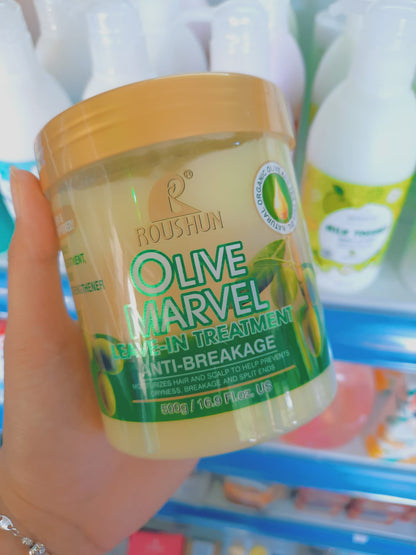 ®
ROUSHUN
OLIVE
MARVEL
LEAVE-IN TREATMENT
ANTI-BREAKAGE
MOISTURIZES HAIR AND SCALP TO HELP PREVENTS
DRYNESS, BREAKAGE AND SPLIT ENDS
500g / 16.9 Fl.oz. US
NATURAL ORGANIC OLIVE